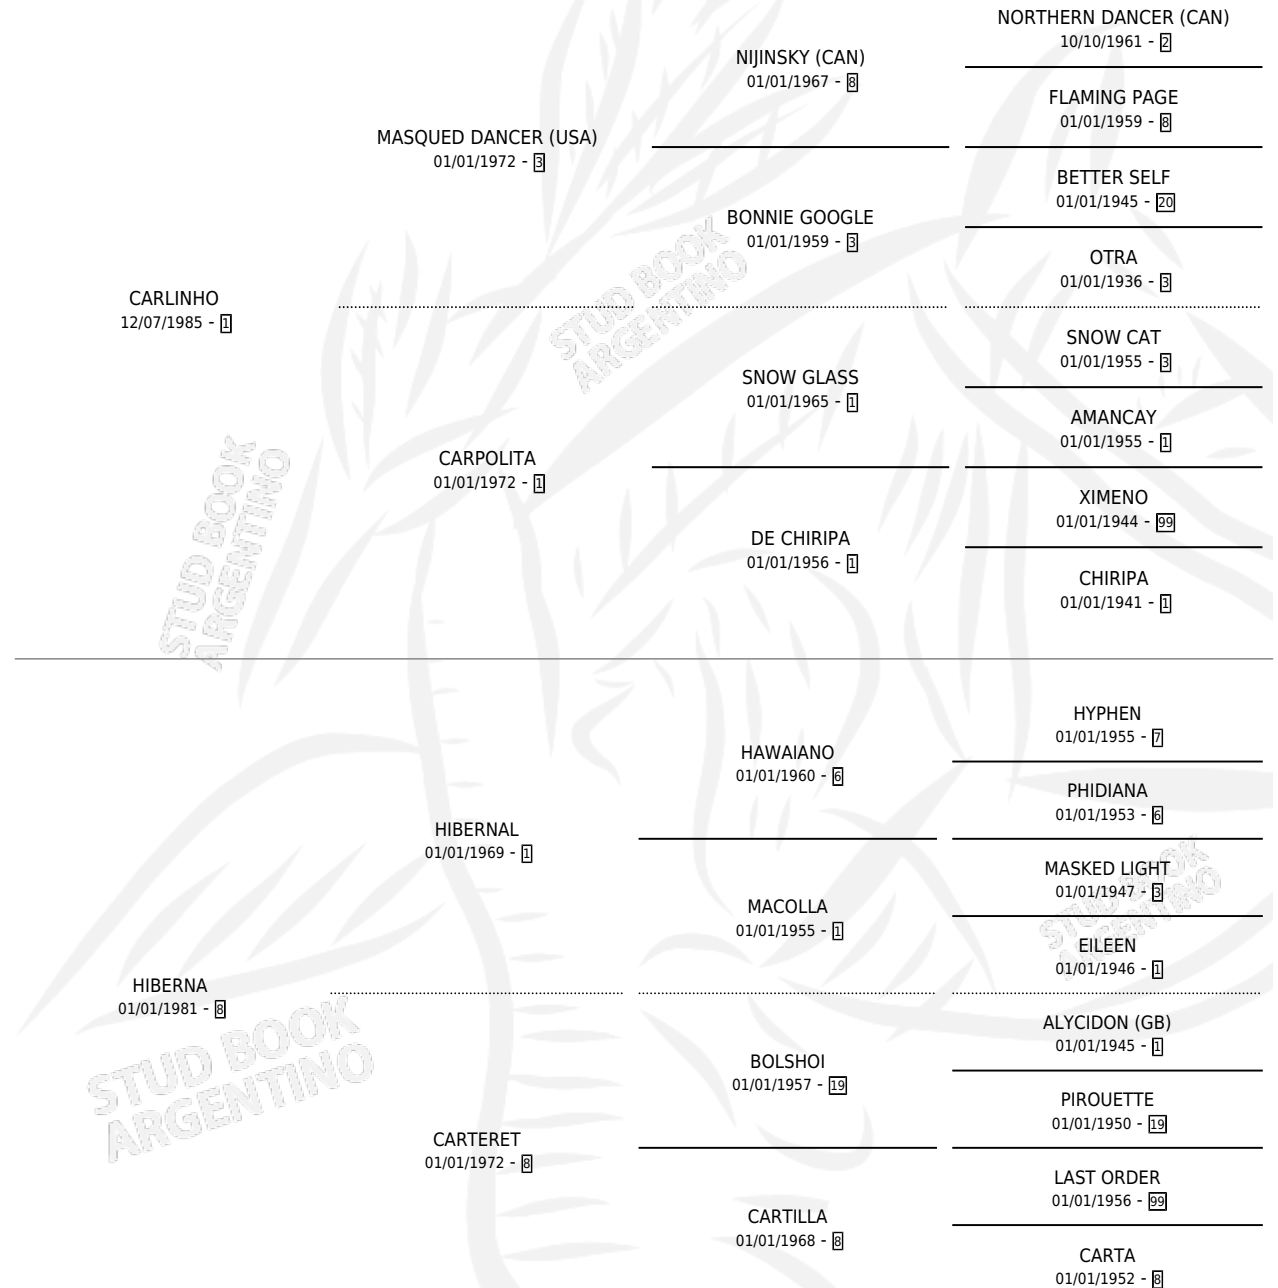 NORTHERN DANCER (CAN)
10/10/1961 - 2
NIJINSKY (CAN)
01/01/1967 - 8
FLAMING PAGE
01/01/1959 - 8
MASQUED DANCER (USA)
01/01/1972 - 3
BETTER SELF
01/01/1945 - 20
BONNIE GOOGLE
01/01/1959 - 3
OTRA
01/01/1936 - 3
CARLINHO
12/07/1985 - 1
SNOW CAT
01/01/1955 - 3
SNOW GLASS
01/01/1965 - 1
AMANCAY
01/01/1955 - 1
CARPOLITA
01/01/1972 - 1
XIMENO
01/01/1944 - 99
DE CHIRIPA
01/01/1956 - 1
CHIRIPA
01/01/1941 - 1
HYPHEN
01/01/1955 - 7
HAWAIANO
01/01/1960 - 6
PHIDIANA
01/01/1953 - 6
HIBERNAL
01/01/1969 - 1
MASKED LIGHT
01/01/1947 - 3
MACOLLA
01/01/1955 - 1
EILEEN
01/01/1946 - 1
HIBERNA
01/01/1981 - 8
ALYCIDON (GB)
01/01/1945 - 1
BOLSHOI
01/01/1957 - 19
PIROUETTE
01/01/1950 - 19
CARTERET
01/01/1972 - 8
LAST ORDER
01/01/1956 - 99
CARTILLA
01/01/1968 - 8
CARTA
01/01/1952 - 8
STUD BOOK
ARGENTINO
STUD BOOK
ARGENTINO
STUD BOOK
ARGENTINO
STUD BOOK
ARGENTINO